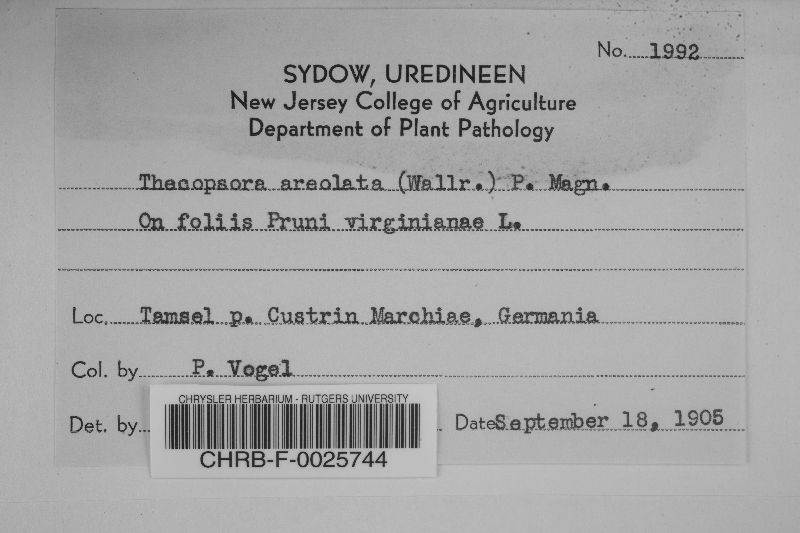 No. 1992
SYDOW, UREDINEEN
New Jersey College of Agriculture
Department of Plant Pathology
Thecopsora areolata (Wallr.) P. Magn.
On foliis Pruni virginianae L.
Loc. Tamsel p. Custrin Marchiae, Germania
Col. by P. Vogel
Det. by
Date September 18, 1905
CHRYSLER HERBARIUM - RUTGERS UNIVERSITY
CHRB-F-0025744